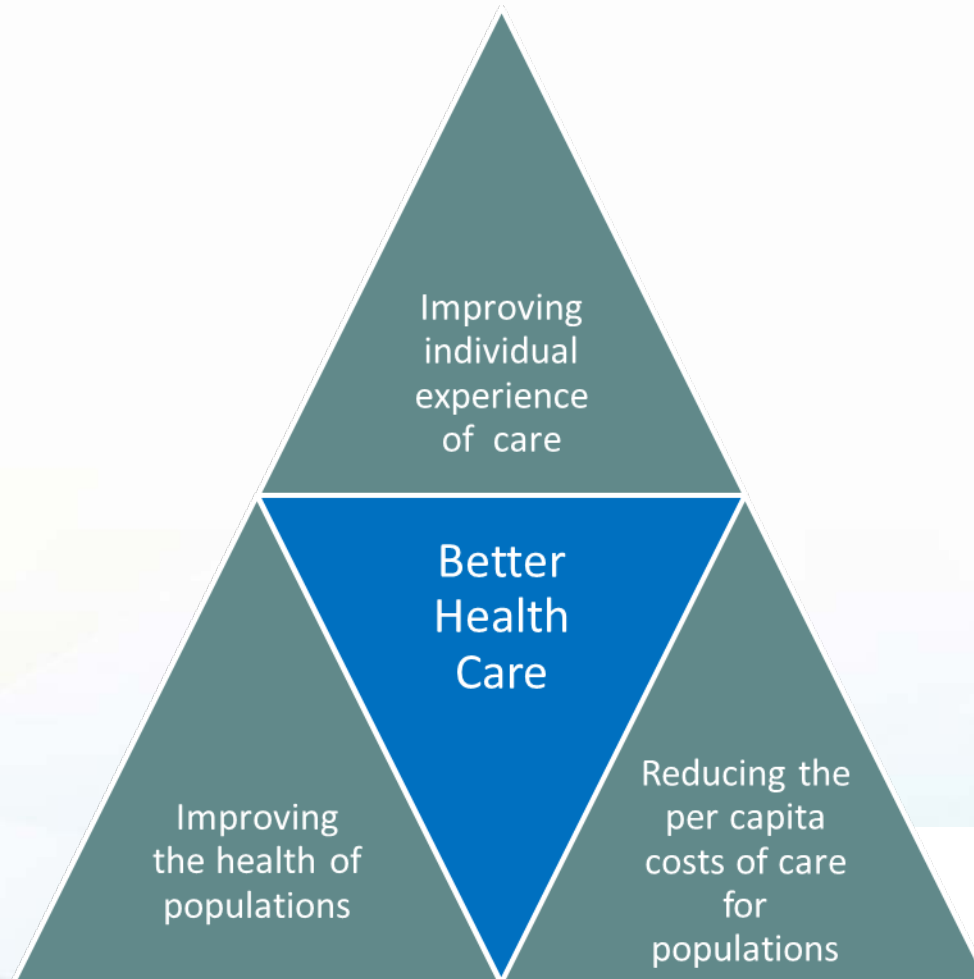 Improving
individual
experience
of care
Better
Health
Care
Improving
the health of
populations
Reducing the
per capita
costs of care
for
populations